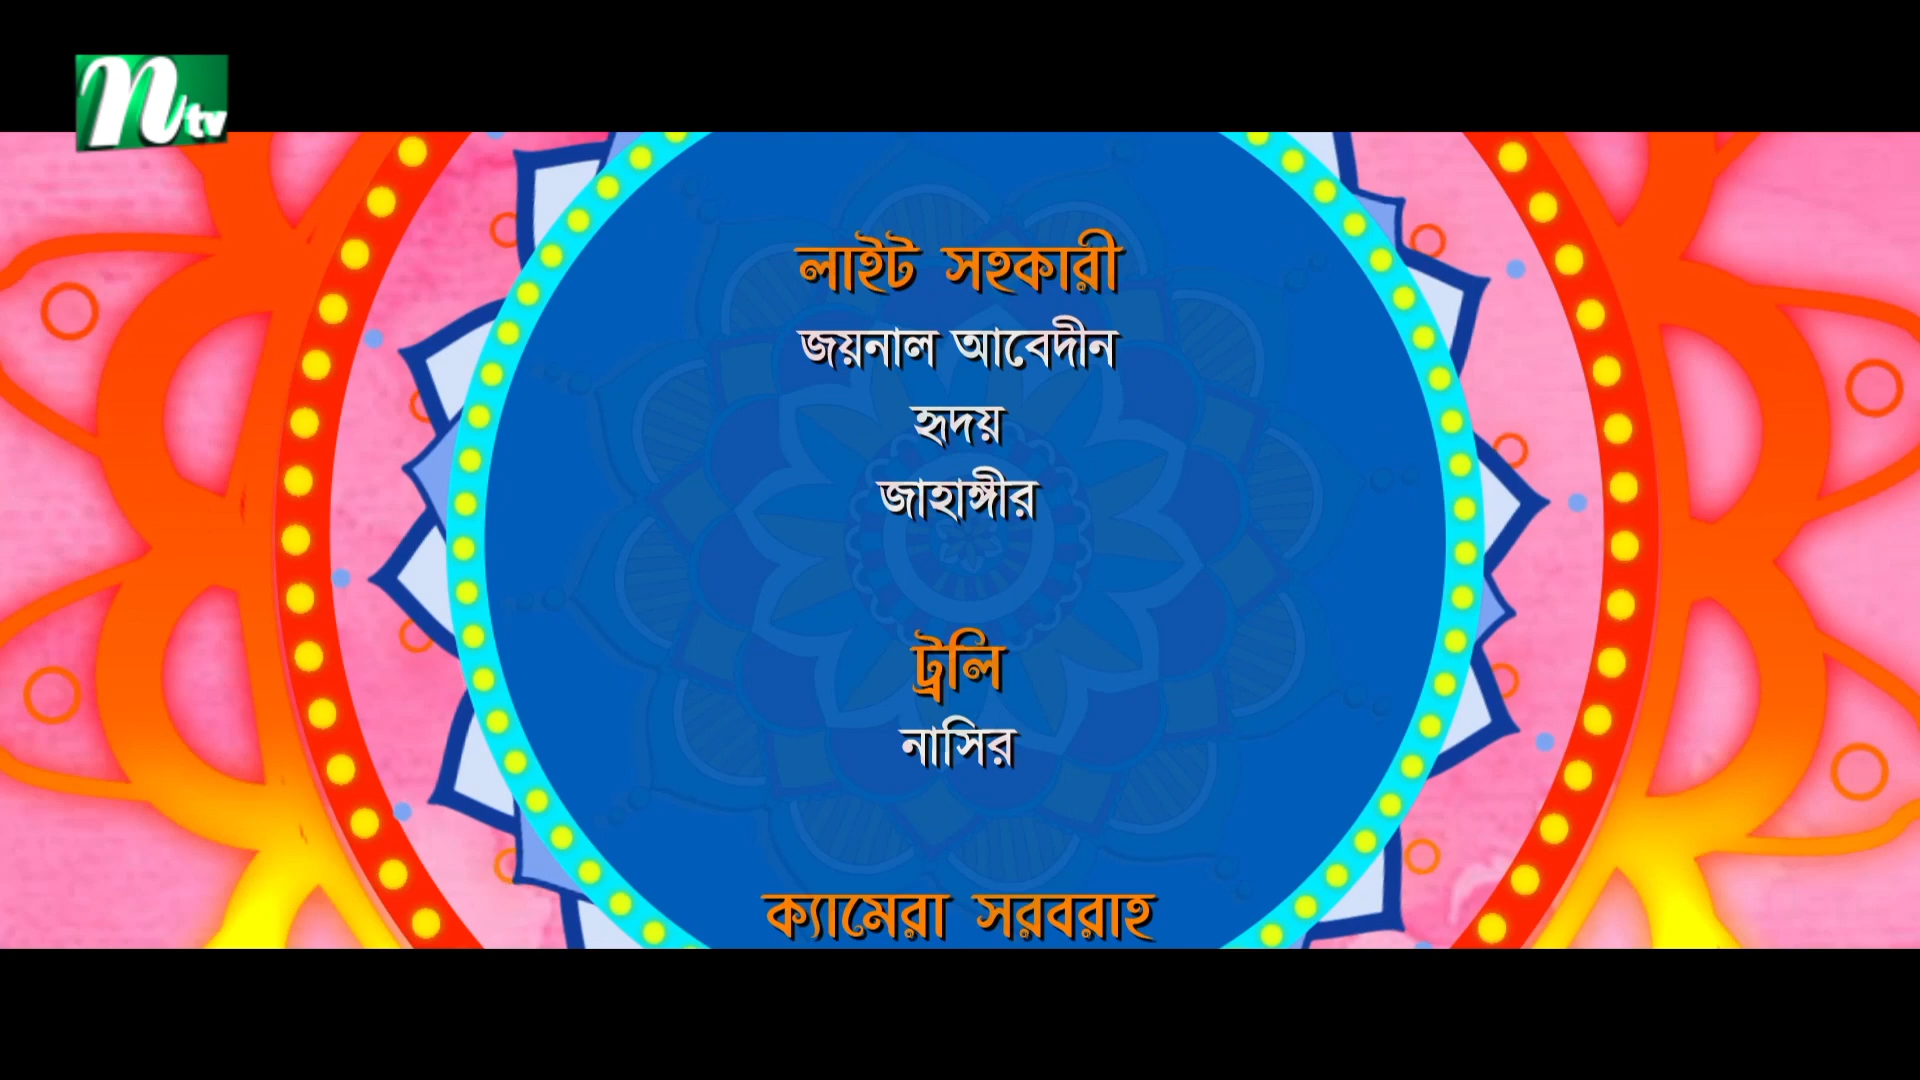 ntv
লাইট সহকারী
জয়নাল আবেদীন
হৃদয়
জাহাঙ্গীর
ট্রলি
নাসির
ক্যামেরা সরবরাহ